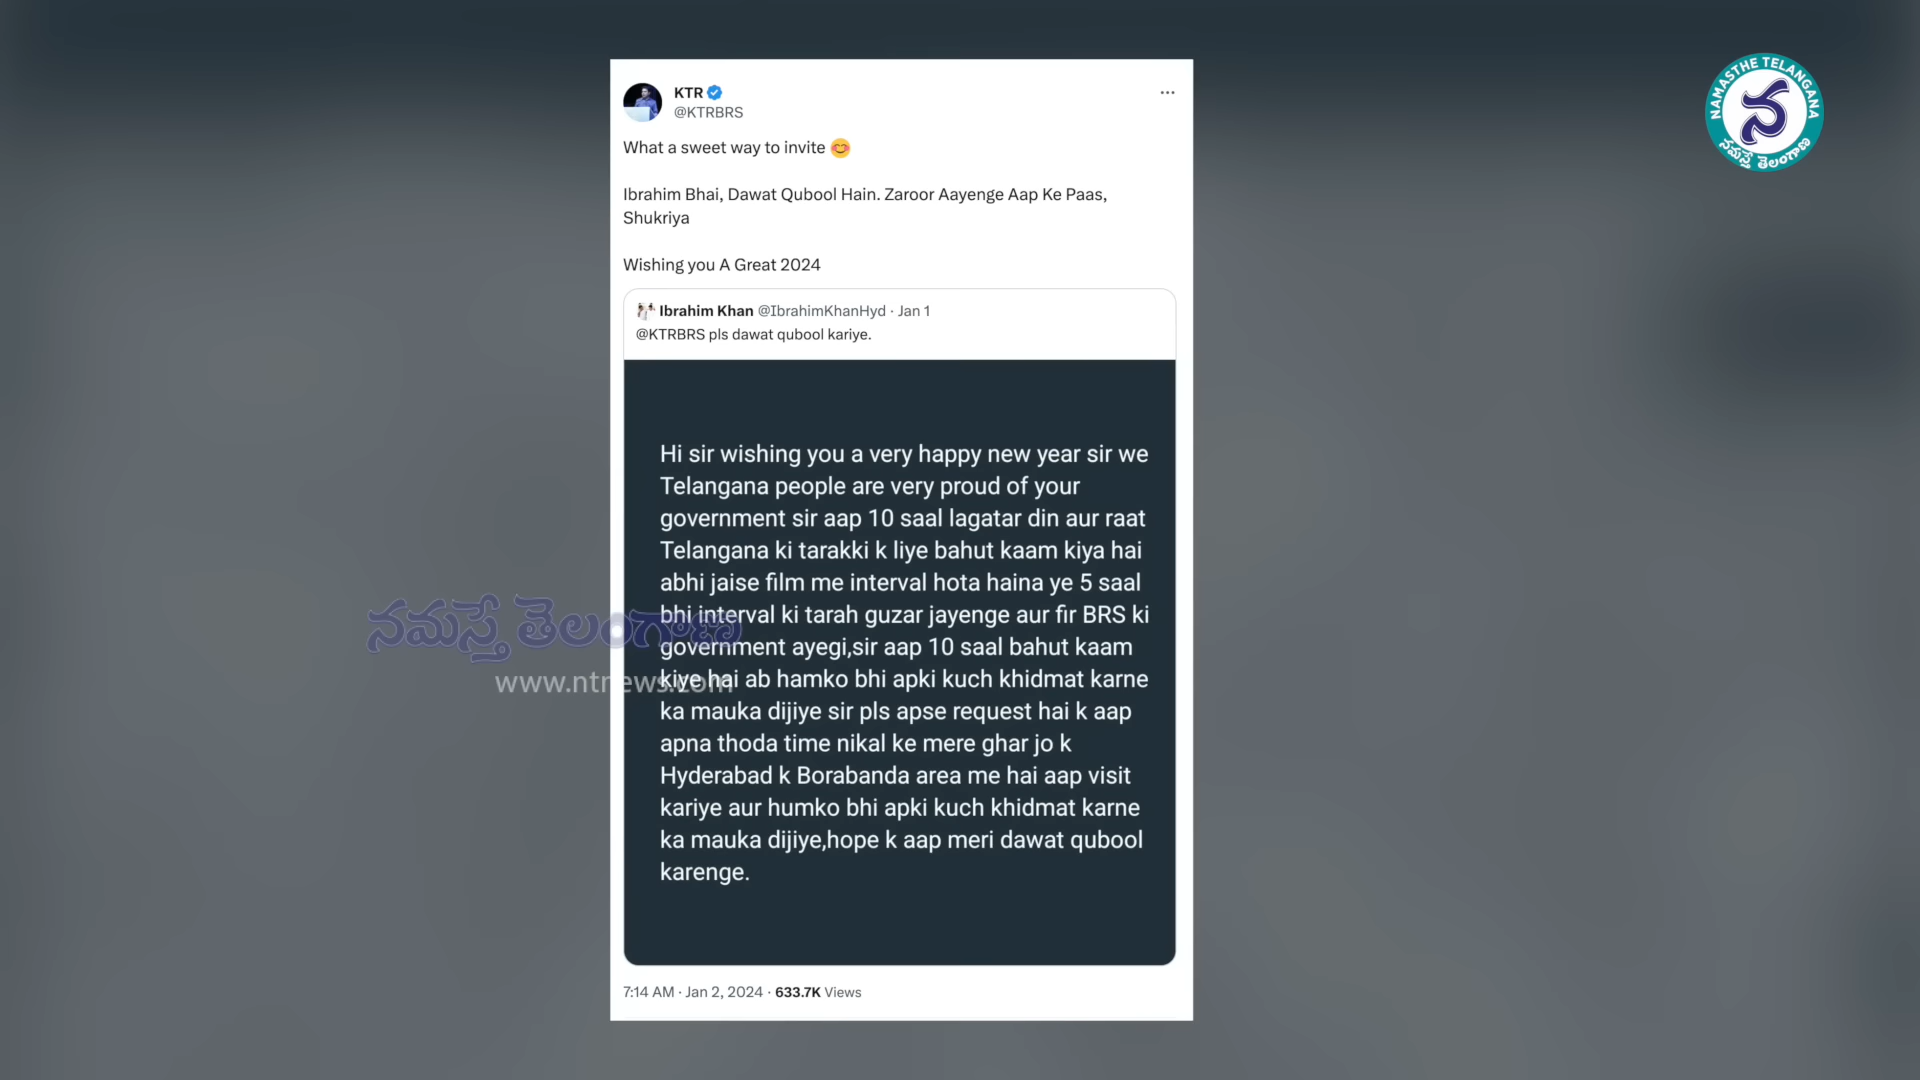 KTR
@KTRBRS
What a sweet way to invite 😊
Ibrahim Bhai, Dawat Qubool Hain. Zaroor Aayenge Aap Ke Paas,
Shukriya
Wishing you A Great 2024
Ibrahim Khan @IbrahimKhanHyd · Jan 1
@KTRBRS pls dawat qubool kariye.
Hi sir wishing you a very happy new year sir we
Telangana people are very proud of your
government sir aap 10 saal lagatar din aur raat
Telangana ki tarakki k liye bahut kaam kiya hai
abhi jaise film me interval hota haina ye 5 saal
bhi interval ki tarah guzar jayenge aur fir BRS ki
government ayegi,sir aap 10 saal bahut kaam
kiye hai ab hamko bhi apki kuch khidmat karne
ka mauka dijiye sir pls apse request hai k aap
apna thoda time nikal ke mere ghar jo k
Hyderabad k Borabanda area me hai aap visit
kariye aur humko bhi apki kuch khidmat karne
ka mauka dijiye,hope k aap meri dawat qubool
karenge.
7:14 AM · Jan 2, 2024 · 633.7K Views
నమస్తే తెలంగాణ
www.ntnews.com
NAMASTHE TELANGANA
న
నమస్తే తెలంగాణ